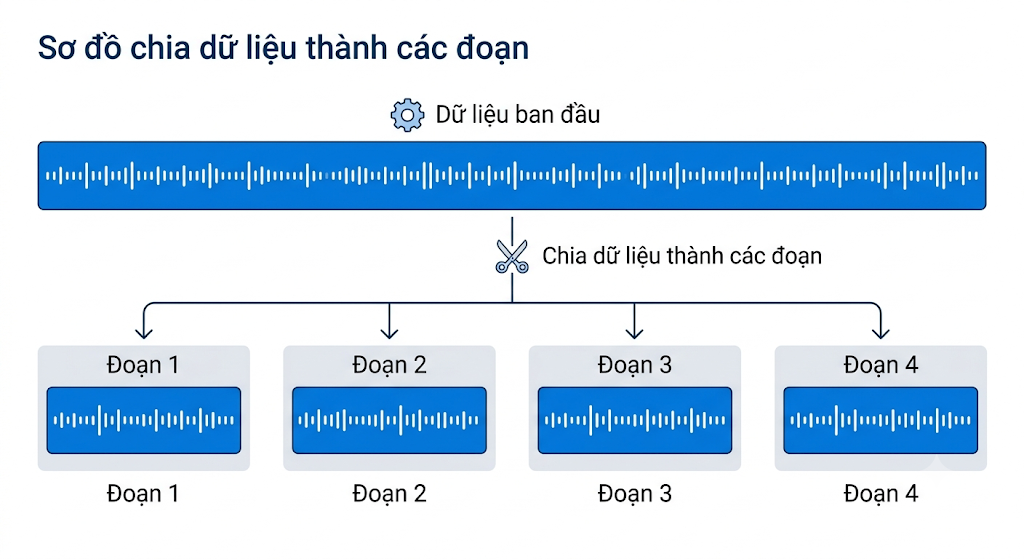 Sơ đồ chia dữ liệu thành các đoạn
Dữ liệu ban đầu
Chia dữ liệu thành các đoạn
Đoạn 1
Đoạn 2
Đoạn 3
Đoạn 4
Đoạn 1
Đoạn 2
Đoạn 3
Đoạn 4